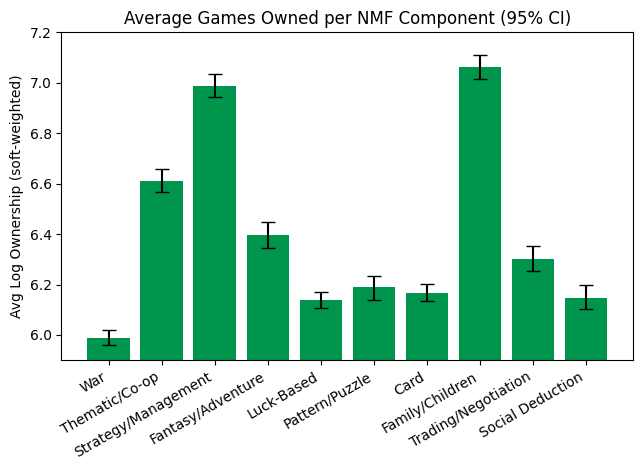 Average Games Owned per NMF Component (95% CI)
Avg Log Ownership (soft-weighted)
7.2
7.0
6.8
6.6
6.4
6.2
6.0
War
Thematic/Co-op
Strategy/Management
Fantasy/Adventure
Luck-Based
Pattern/Puzzle
Card
Family/Children
Trading/Negotiation
Social Deduction